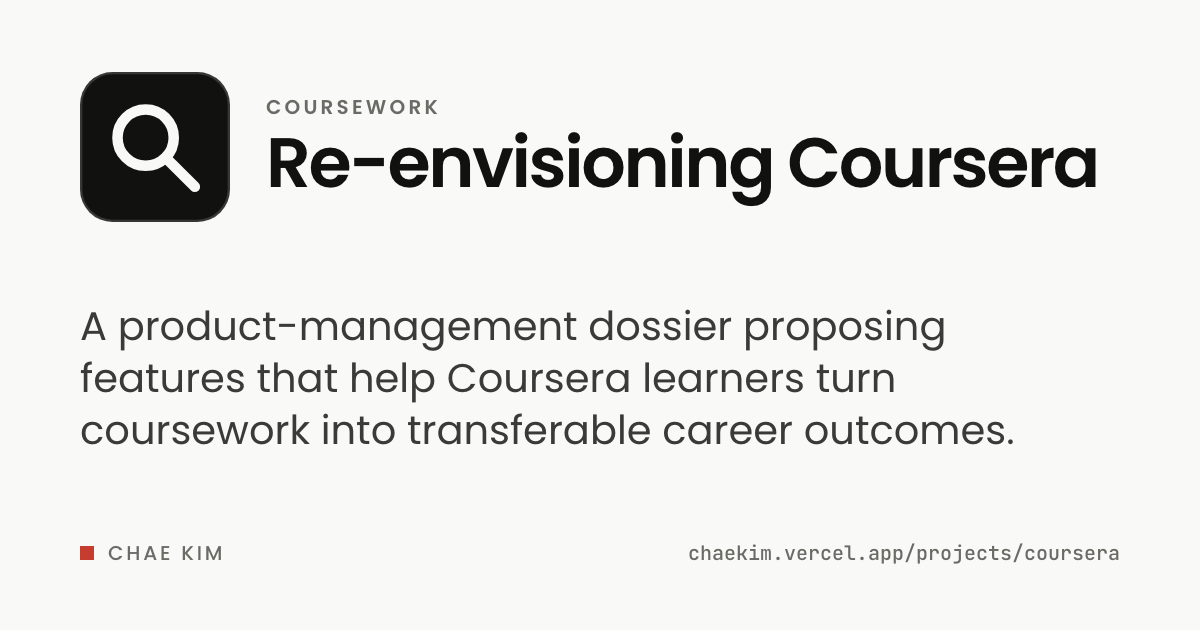 COURSEWORK
Re-envisioning Coursera
A product-management dossier proposing
features that help Coursera learners turn
coursework into transferable career outcomes.
CHAE KIM
chaekim.vercel.app/projects/coursera